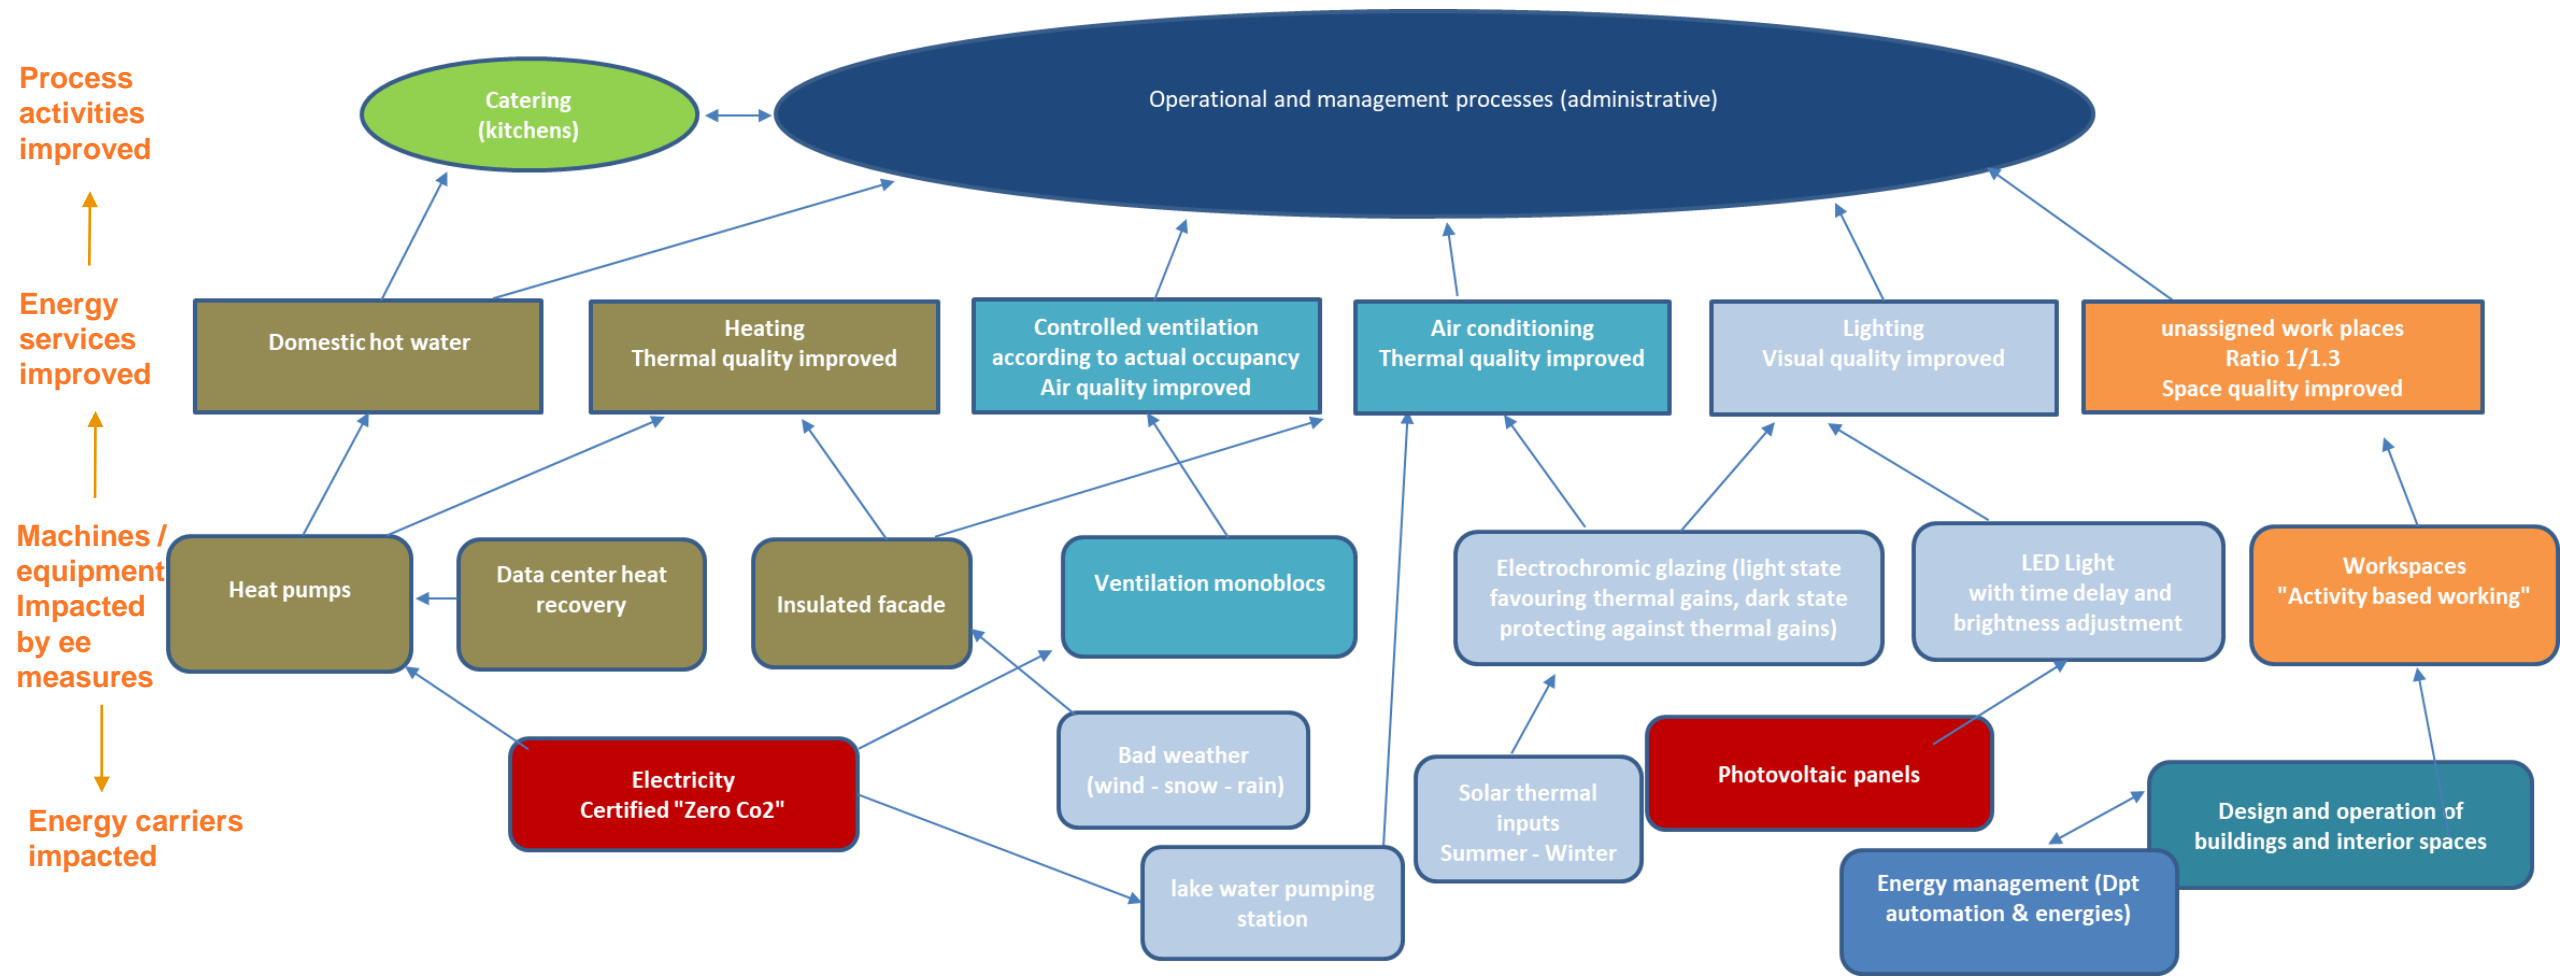 Process
activities
improved
Catering
(kitchens)
Operational and management processes (administrative)
Energy
services
improved
Domestic hot water
Heating
Thermal quality improved
Controlled ventilation
according to actual occupancy
Air quality improved
Air conditioning
Thermal quality improved
Lighting
Visual quality improved
unassigned work places
Ratio 1/1.3
Space quality improved
Machines /
equipment
Impacted
by ee
measures
Heat pumps
Data center heat
recovery
Insulated facade
Ventilation monoblocs
Electrochromic glazing (light state
favouring thermal gains, dark state
protecting against thermal gains)
LED Light
with time delay and
brightness adjustment
Workspaces
"Activity based working"
Energy carriers
impacted
Electricity
Certified "Zero Co2"
Bad weather
(wind - snow - rain)
lake water pumping
station
Solar thermal
inputs
Summer - Winter
Photovoltaic panels
Design and operation of
buildings and interior spaces
Energy management (Dpt
automation & energies)